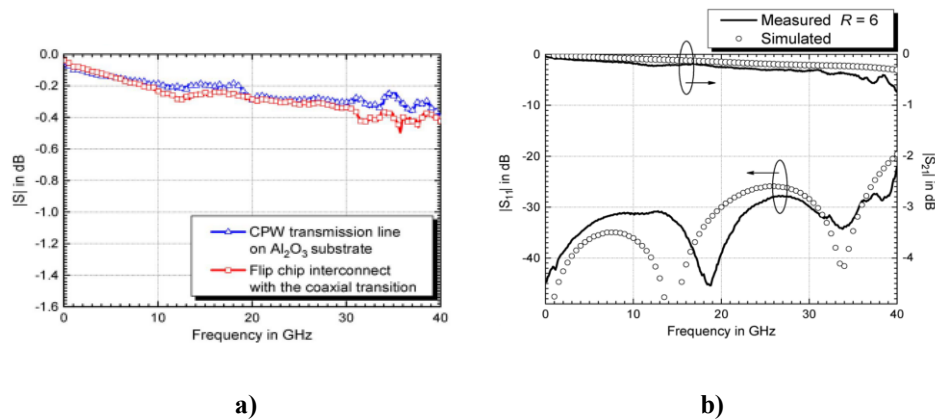 a)
b)
Measured R = 6
Simulated
0.0
-0.2
-0.4
-0.6
-0.8
-1.0
-1.2
-1.4
-1.6
|S| in dB
CPW transmission line
on Al₂O₃ substrate
Flip chip interconnect
with the coaxial transition
0 10 20 30 40
Frequency in GHz
0
-10
-20
-30
-40
|S₁₁| in dB
0
-1
-2
-3
-4
|S₂₁| in dB
0 10 20 30 40
Frequency in GHz
a)
b)